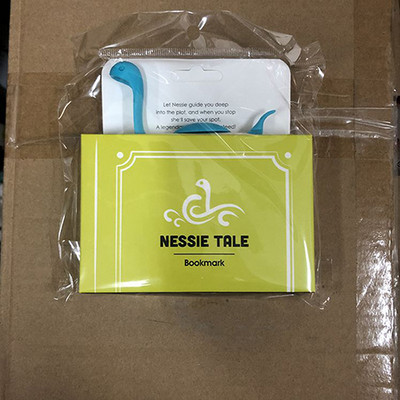 Let Nessie guide you deep
into the plot, and when you stop
she'll save your spot.
A
NESSIE TALE
Bookmark